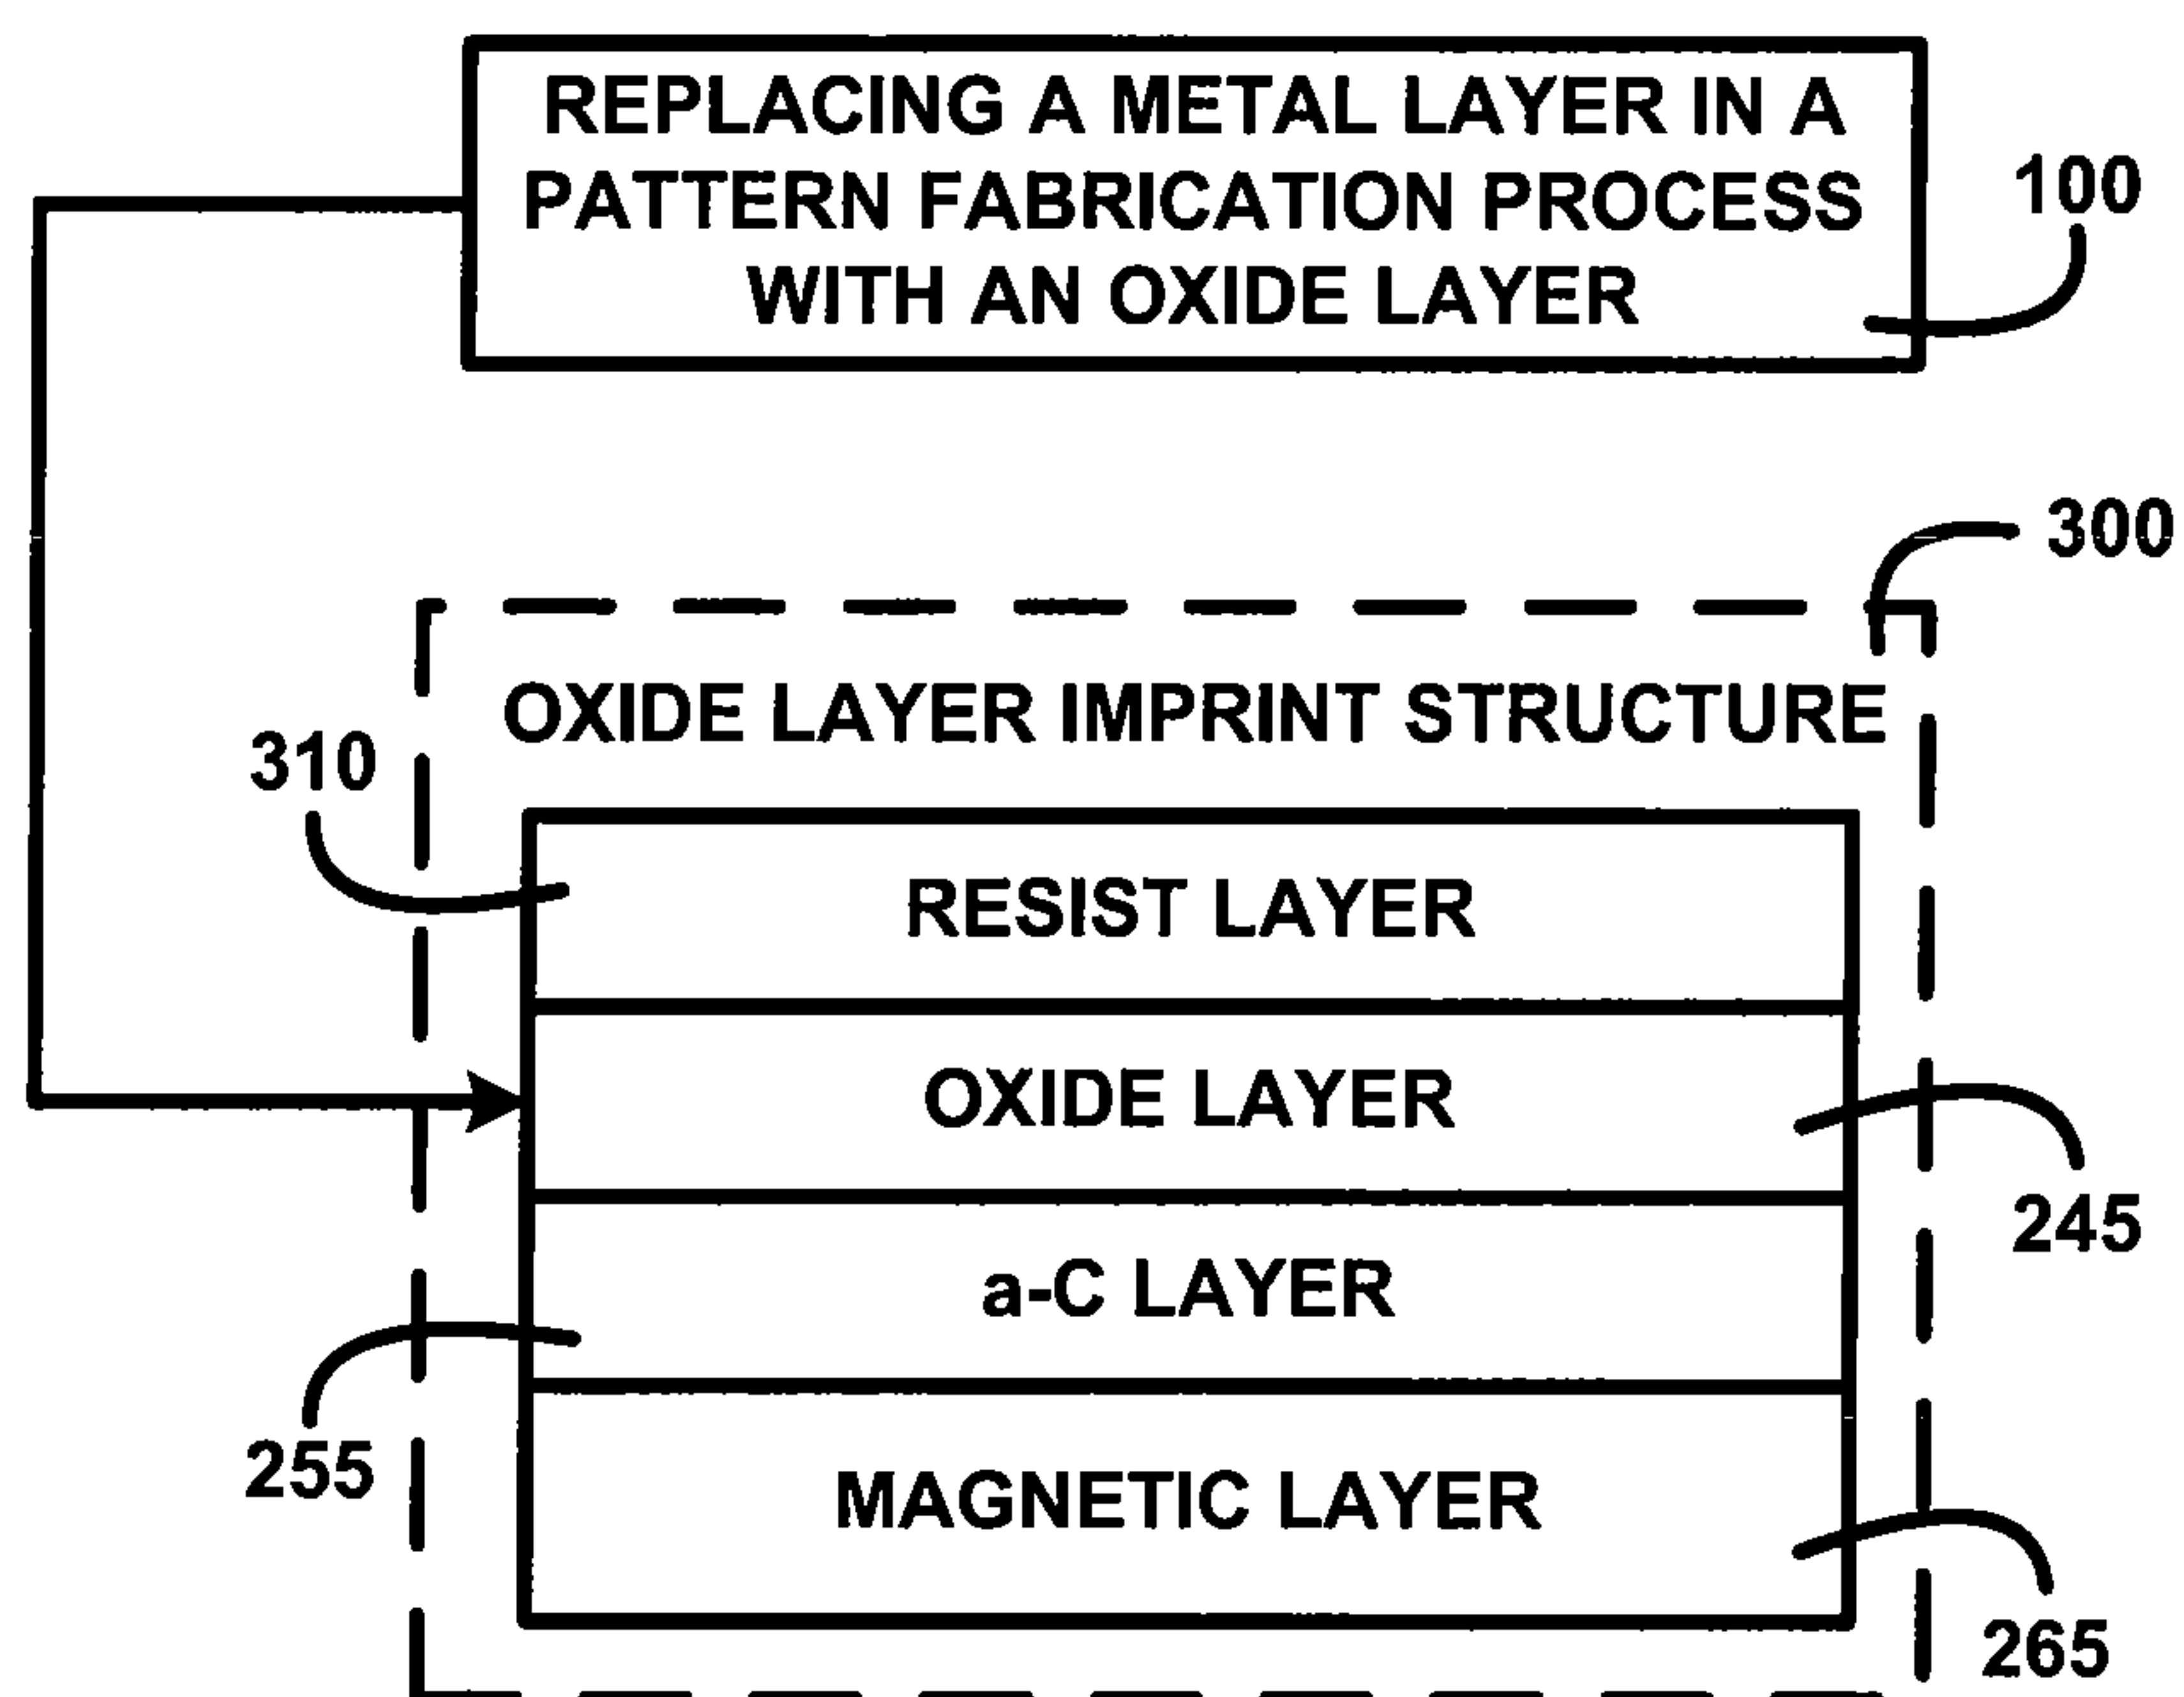 REPLACING A METAL LAYER IN A
PATTERN FABRICATION PROCESS
WITH AN OXIDE LAYER
100
300
OXIDE LAYER IMPRINT STRUCTURE
310
RESIST LAYER
OXIDE LAYER
245
a-C LAYER
255
MAGNETIC LAYER
265